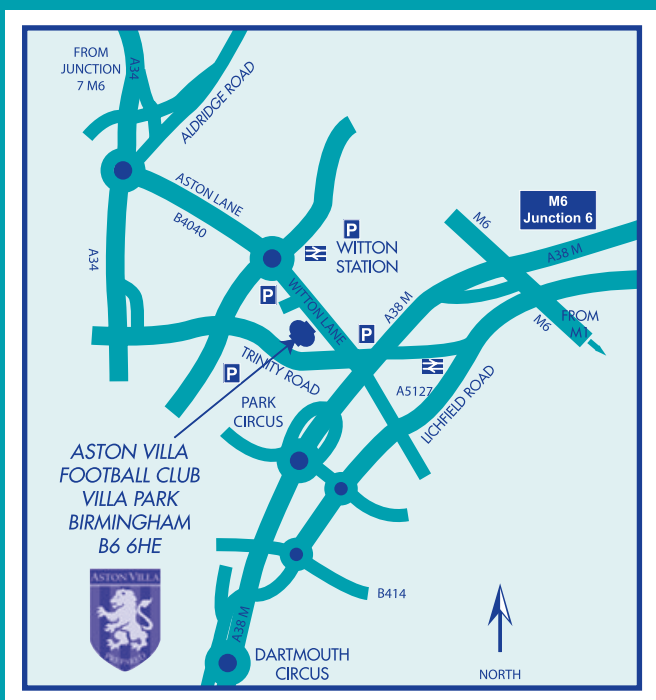 FROM
JUNCTION
7 M6
A34
ALDRIDGE ROAD
ASTON LANE
B4040
A34
M6
Junction 6
M6
A38 M
P
WITTON
STATION
P
WITTON LANE
A38 M
P
M6
FROM
M1
P
TRINITY ROAD
A5127
LICHFIELD ROAD
PARK
CIRCUS
ASTON VILLA
FOOTBALL CLUB
VILLA PARK
BIRMINGHAM
B6 6HE
ASTON VILLA
PREPARED
B414
A38 M
DARTMOUTH
CIRCUS
NORTH